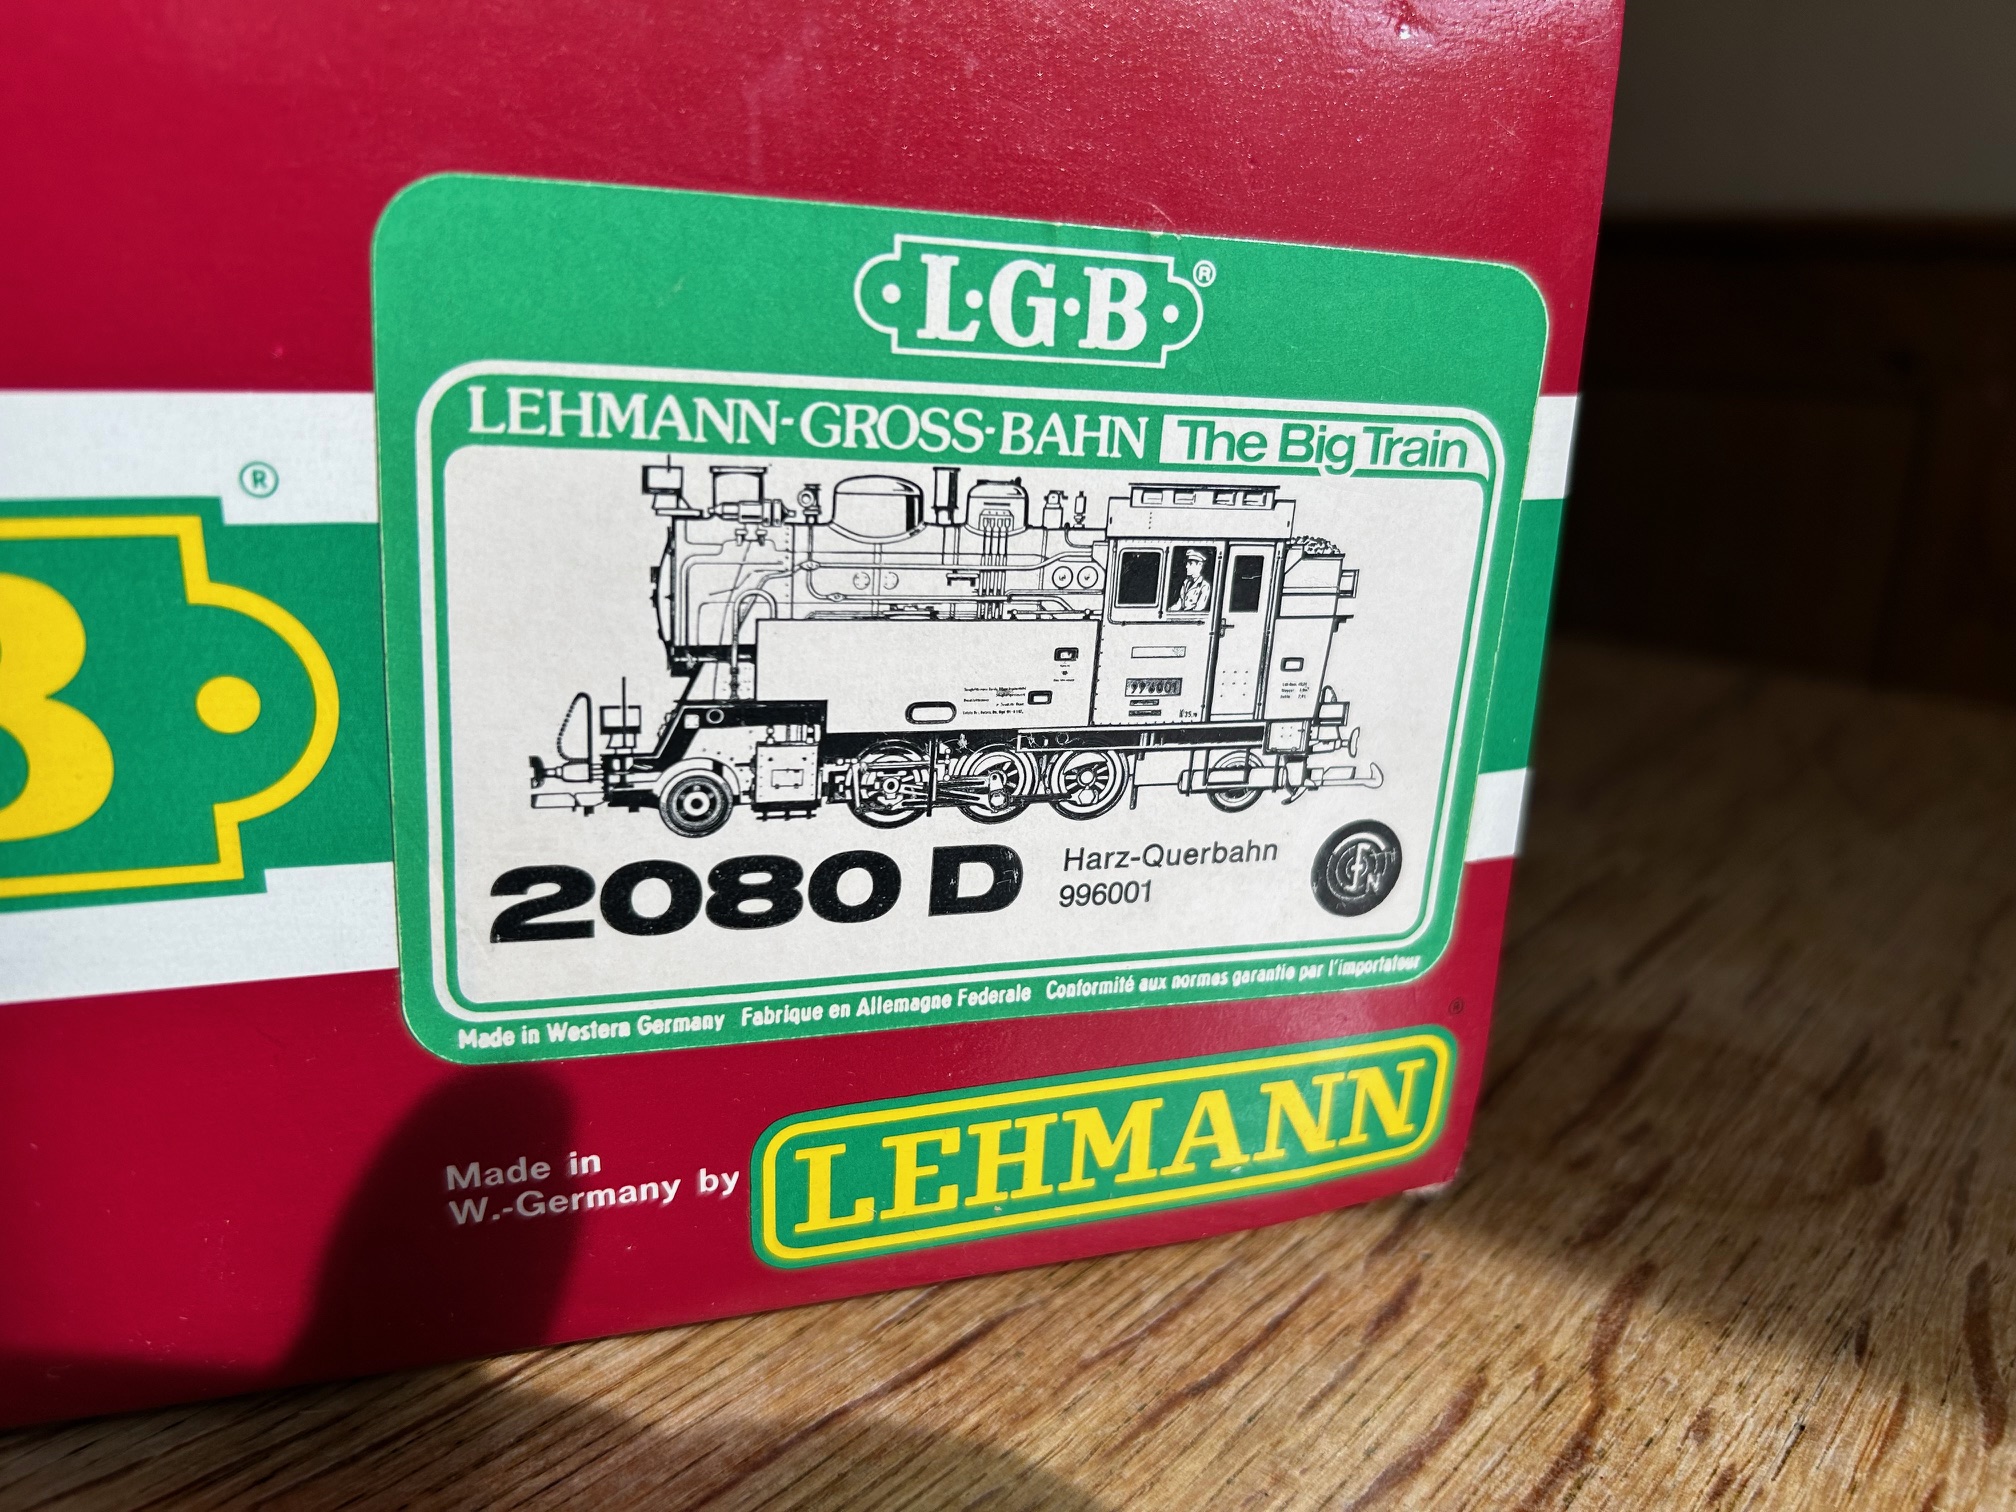 L·G·B®
LEHMANN-GROSS-BAHN The Big Train
®
B
996001
2080 D
Harz-Querbahn
996001
Made in Western Germany Fabrique en Allemagne Federale Conformité aux normes garantie par l'importateur
®
Made in
W.-Germany by
LEHMANN